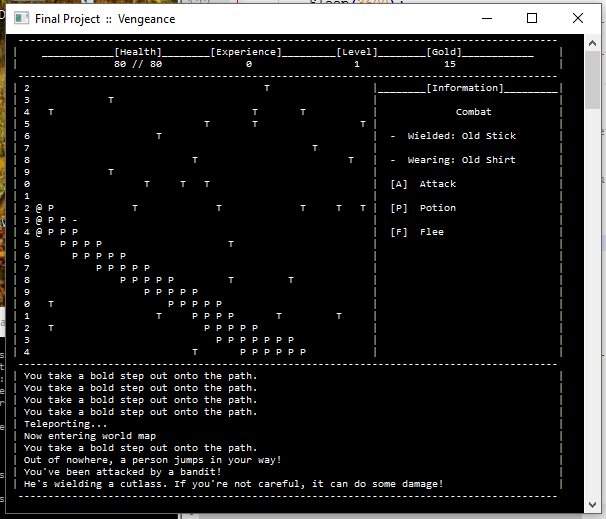 Final Project :: Vengeance
____________[Health]________[Experience]_________[Level]________[Gold]____________
80 // 80 0 1 15
2 T ________[Information]_________
3 T
4 T T T Combat
5 T T T
6 T - Wielded: Old Stick
7 T
8 T T - Wearing: Old Shirt
9 T
0 T T T [A] Attack
1
2 @ P T T T T T [P] Potion
3 @ P P -
4 @ P P P [F] Flee
5 P P P P T
6 P P P P P
7 P P P P P
8 P P P P P T T
9 P P P P P
0 T P P P P P
1 T P P P P T T
2 T P P P P P
3 P P P P P P P
4 T P P P P P P
You take a bold step out onto the path.
You take a bold step out onto the path.
You take a bold step out onto the path.
You take a bold step out onto the path.
Teleporting...
Now entering world map
You take a bold step out onto the path.
Out of nowhere, a person jumps in your way!
You've been attacked by a bandit!
He's wielding a cutlass. If you're not careful, it can do some damage!